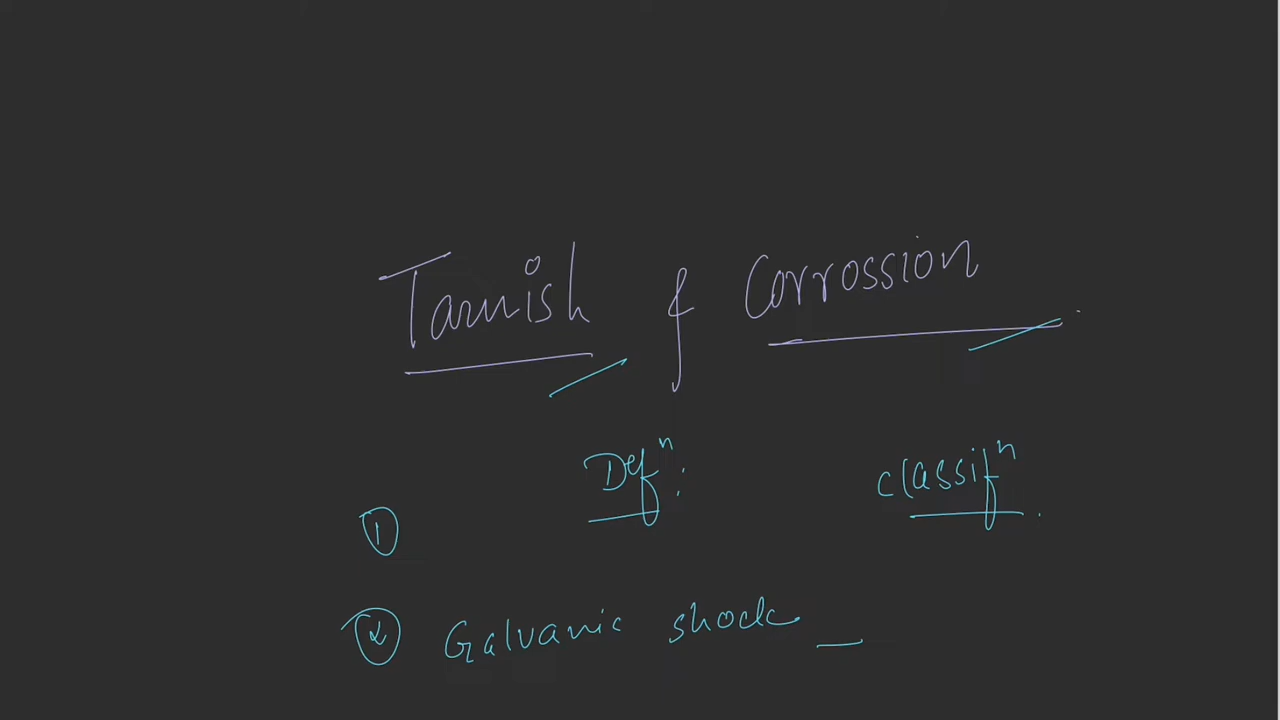 Tarnish & Corrossion
Defⁿ: classifⁿ.
①
② Galvanic shock _